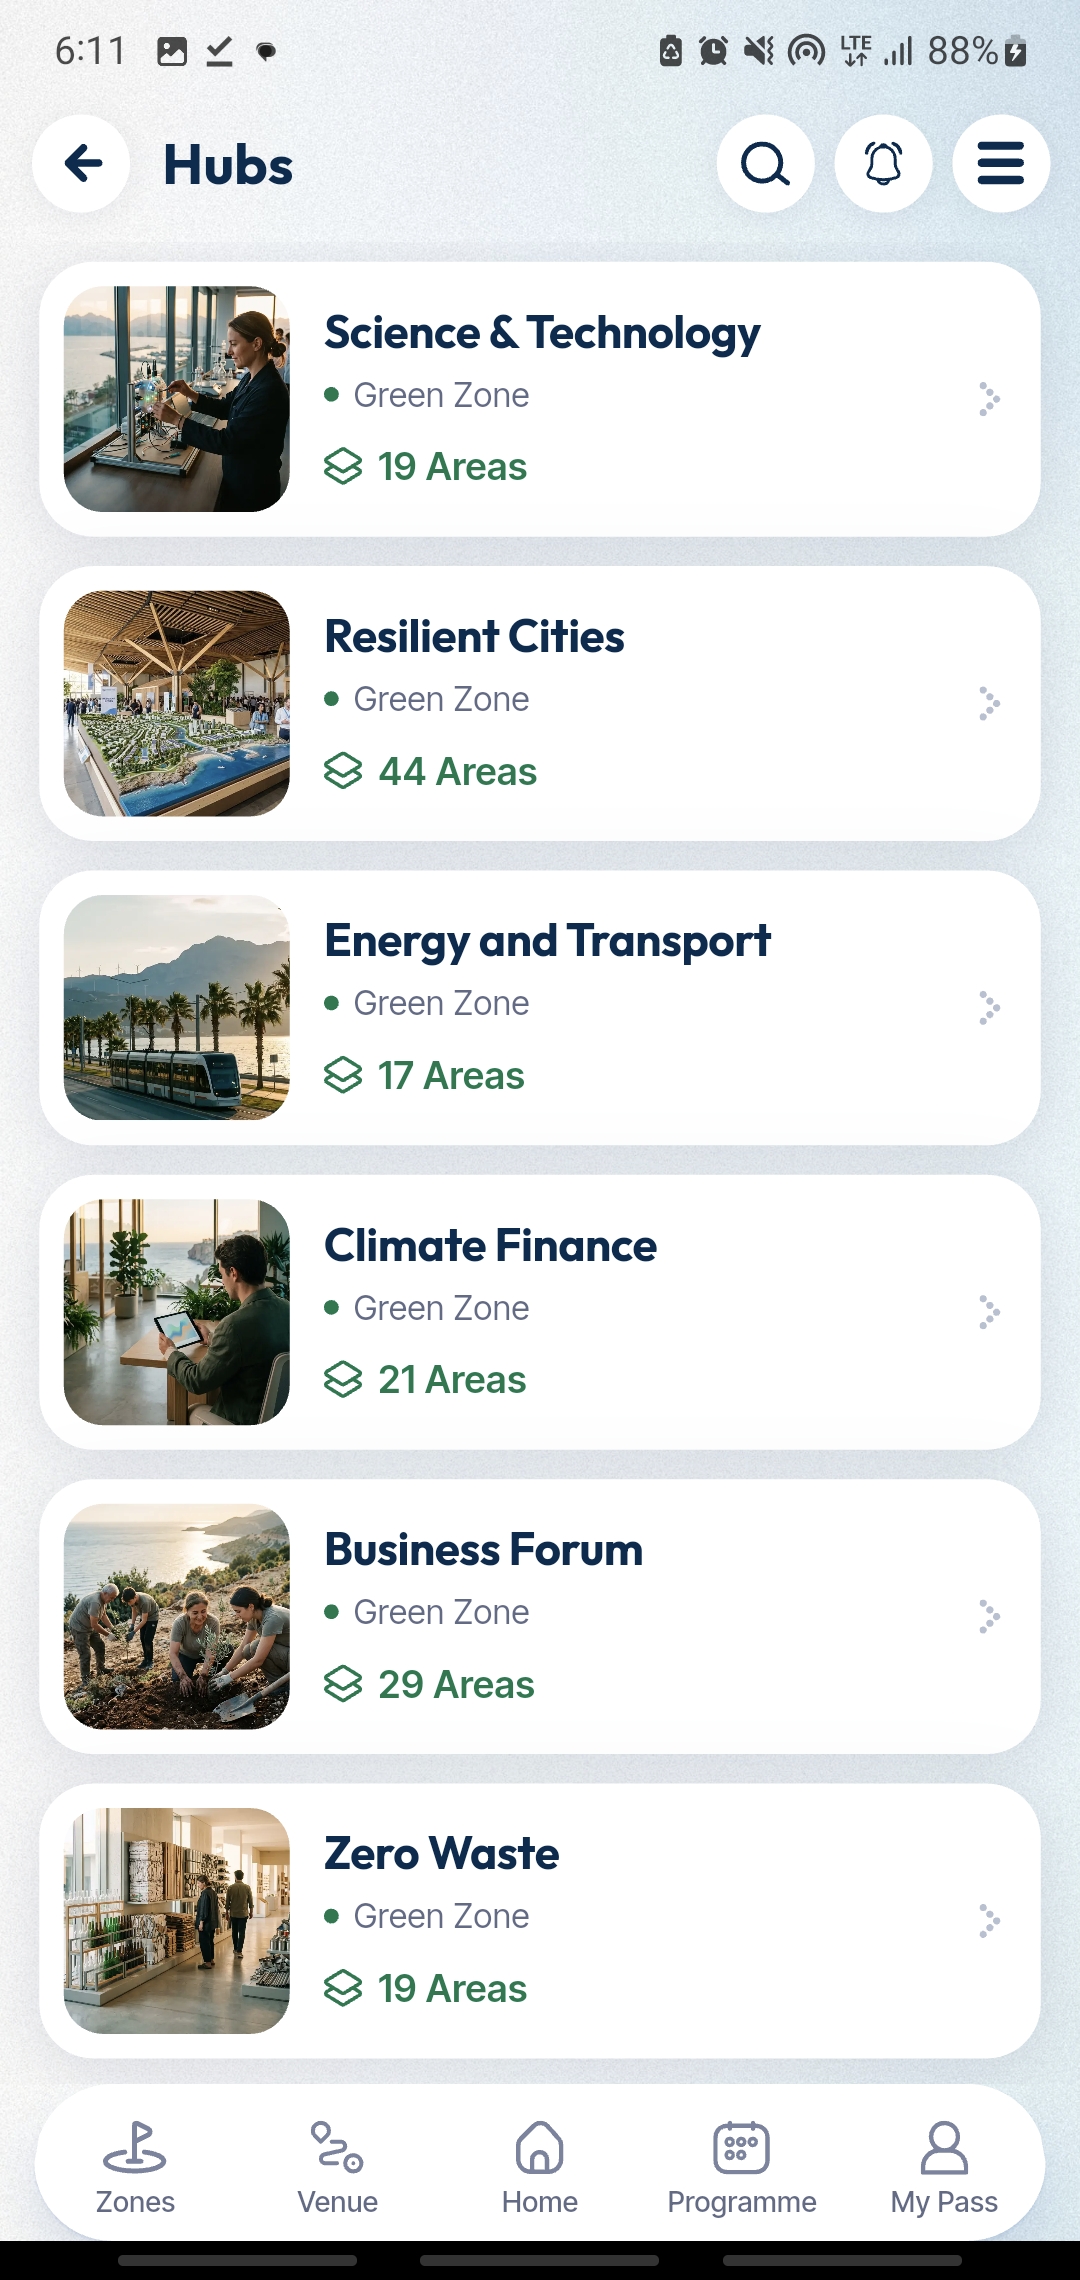 6:11
LTE
88%
Hubs
Science & Technology
Green Zone
19 Areas
Resilient Cities
Green Zone
44 Areas
Energy and Transport
Green Zone
17 Areas
Climate Finance
Green Zone
21 Areas
Business Forum
Green Zone
29 Areas
Zero Waste
Green Zone
19 Areas
Zones
Venue
Home
Programme
My Pass